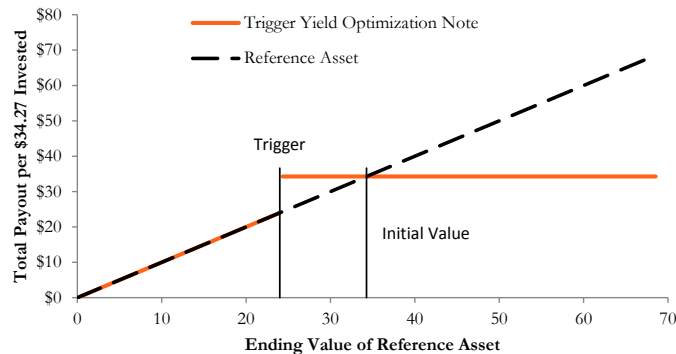 $80
$70
$60
$50
$40
$30
$20
$10
$0
Total Payout per $34.27 Invested
Trigger Yield Optimization Note
Reference Asset
Trigger
Initial Value
0 10 20 30 40 50 60 70
Ending Value of Reference Asset